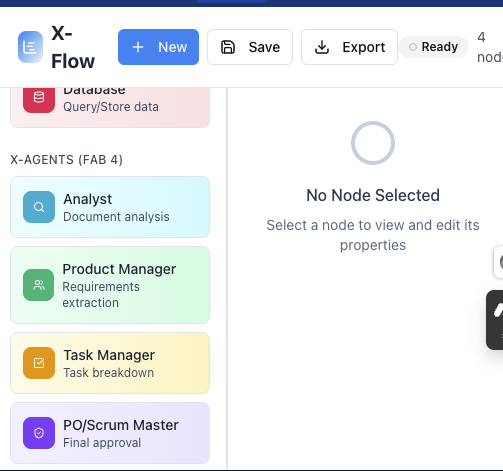 X-
Flow
New
Save
Export
Ready
4
node
Database
Query/Store data
X-AGENTS (FAB 4)
Analyst
Document analysis
Product Manager
Requirements
extraction
Task Manager
Task breakdown
PO/Scrum Master
Final approval
No Node Selected
Select a node to view and edit its
properties